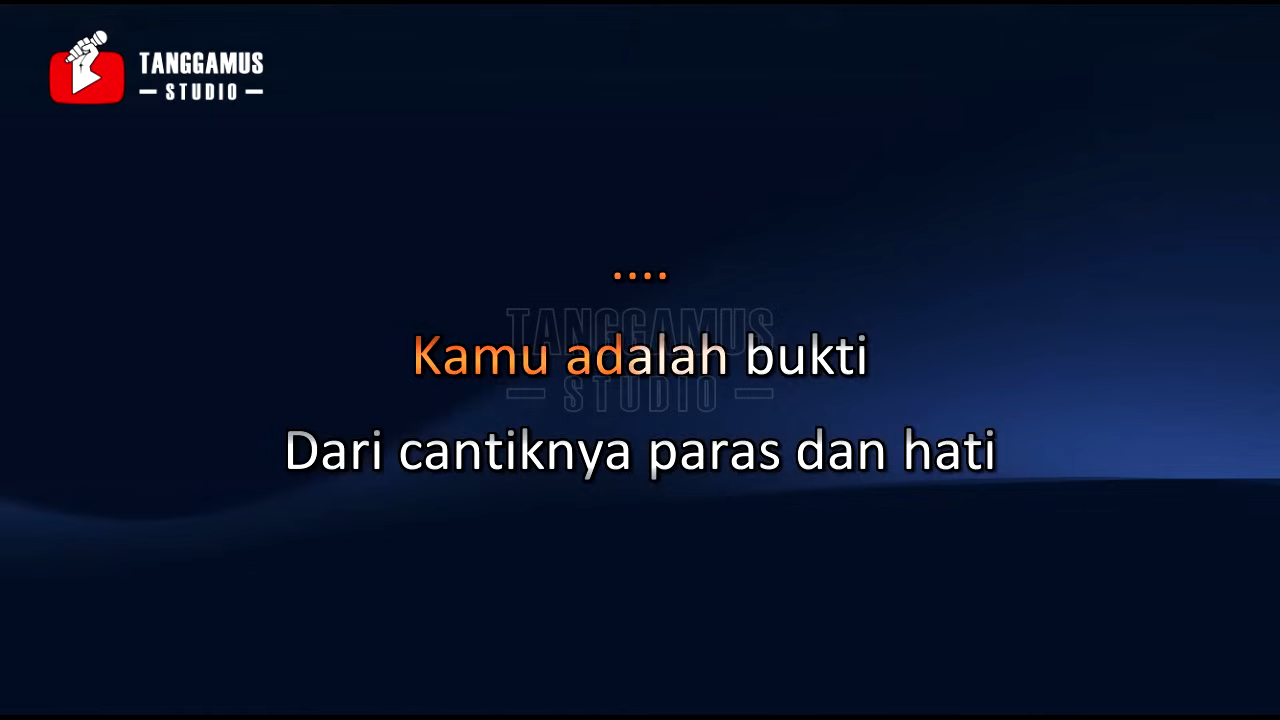 TANGGAMUS
STUDIO
....
TANGGAMUS
Kamu adalah bukti
STUDIO
Dari cantiknya paras dan hati